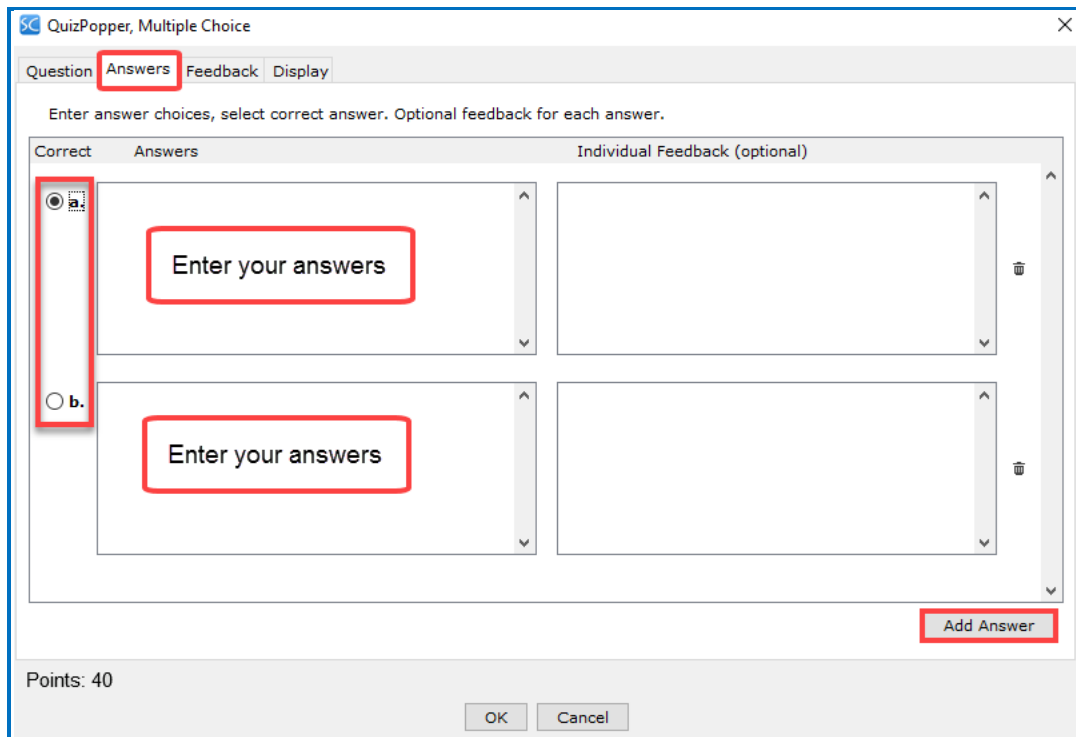 SC QuizPopper, Multiple Choice
Question Answers Feedback Display
Enter answer choices, select correct answer. Optional feedback for each answer.
Correct Answers Individual Feedback (optional)
a.
Enter your answers
b.
Enter your answers
Add Answer
Points: 40
OK Cancel